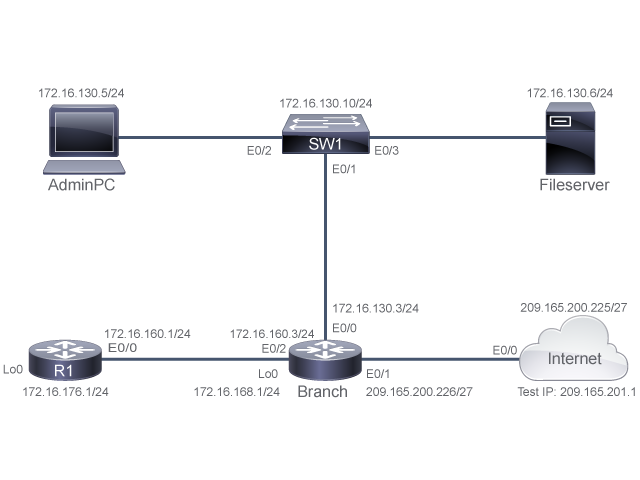 172.16.130.5/24
172.16.130.6/24
172.16.130.10/24
SW1
E0/2
E0/3
E0/1
AdminPC
Fileserver
172.16.130.3/24
209.165.200.225/27
172.16.160.1/24
172.16.160.3/24
E0/0
E0/0
E0/2
E0/0
Internet
Lo0
R1
Lo0
E0/1
172.16.176.1/24
172.16.168.1/24
Branch
209.165.200.226/27
Test IP: 209.165.201.1